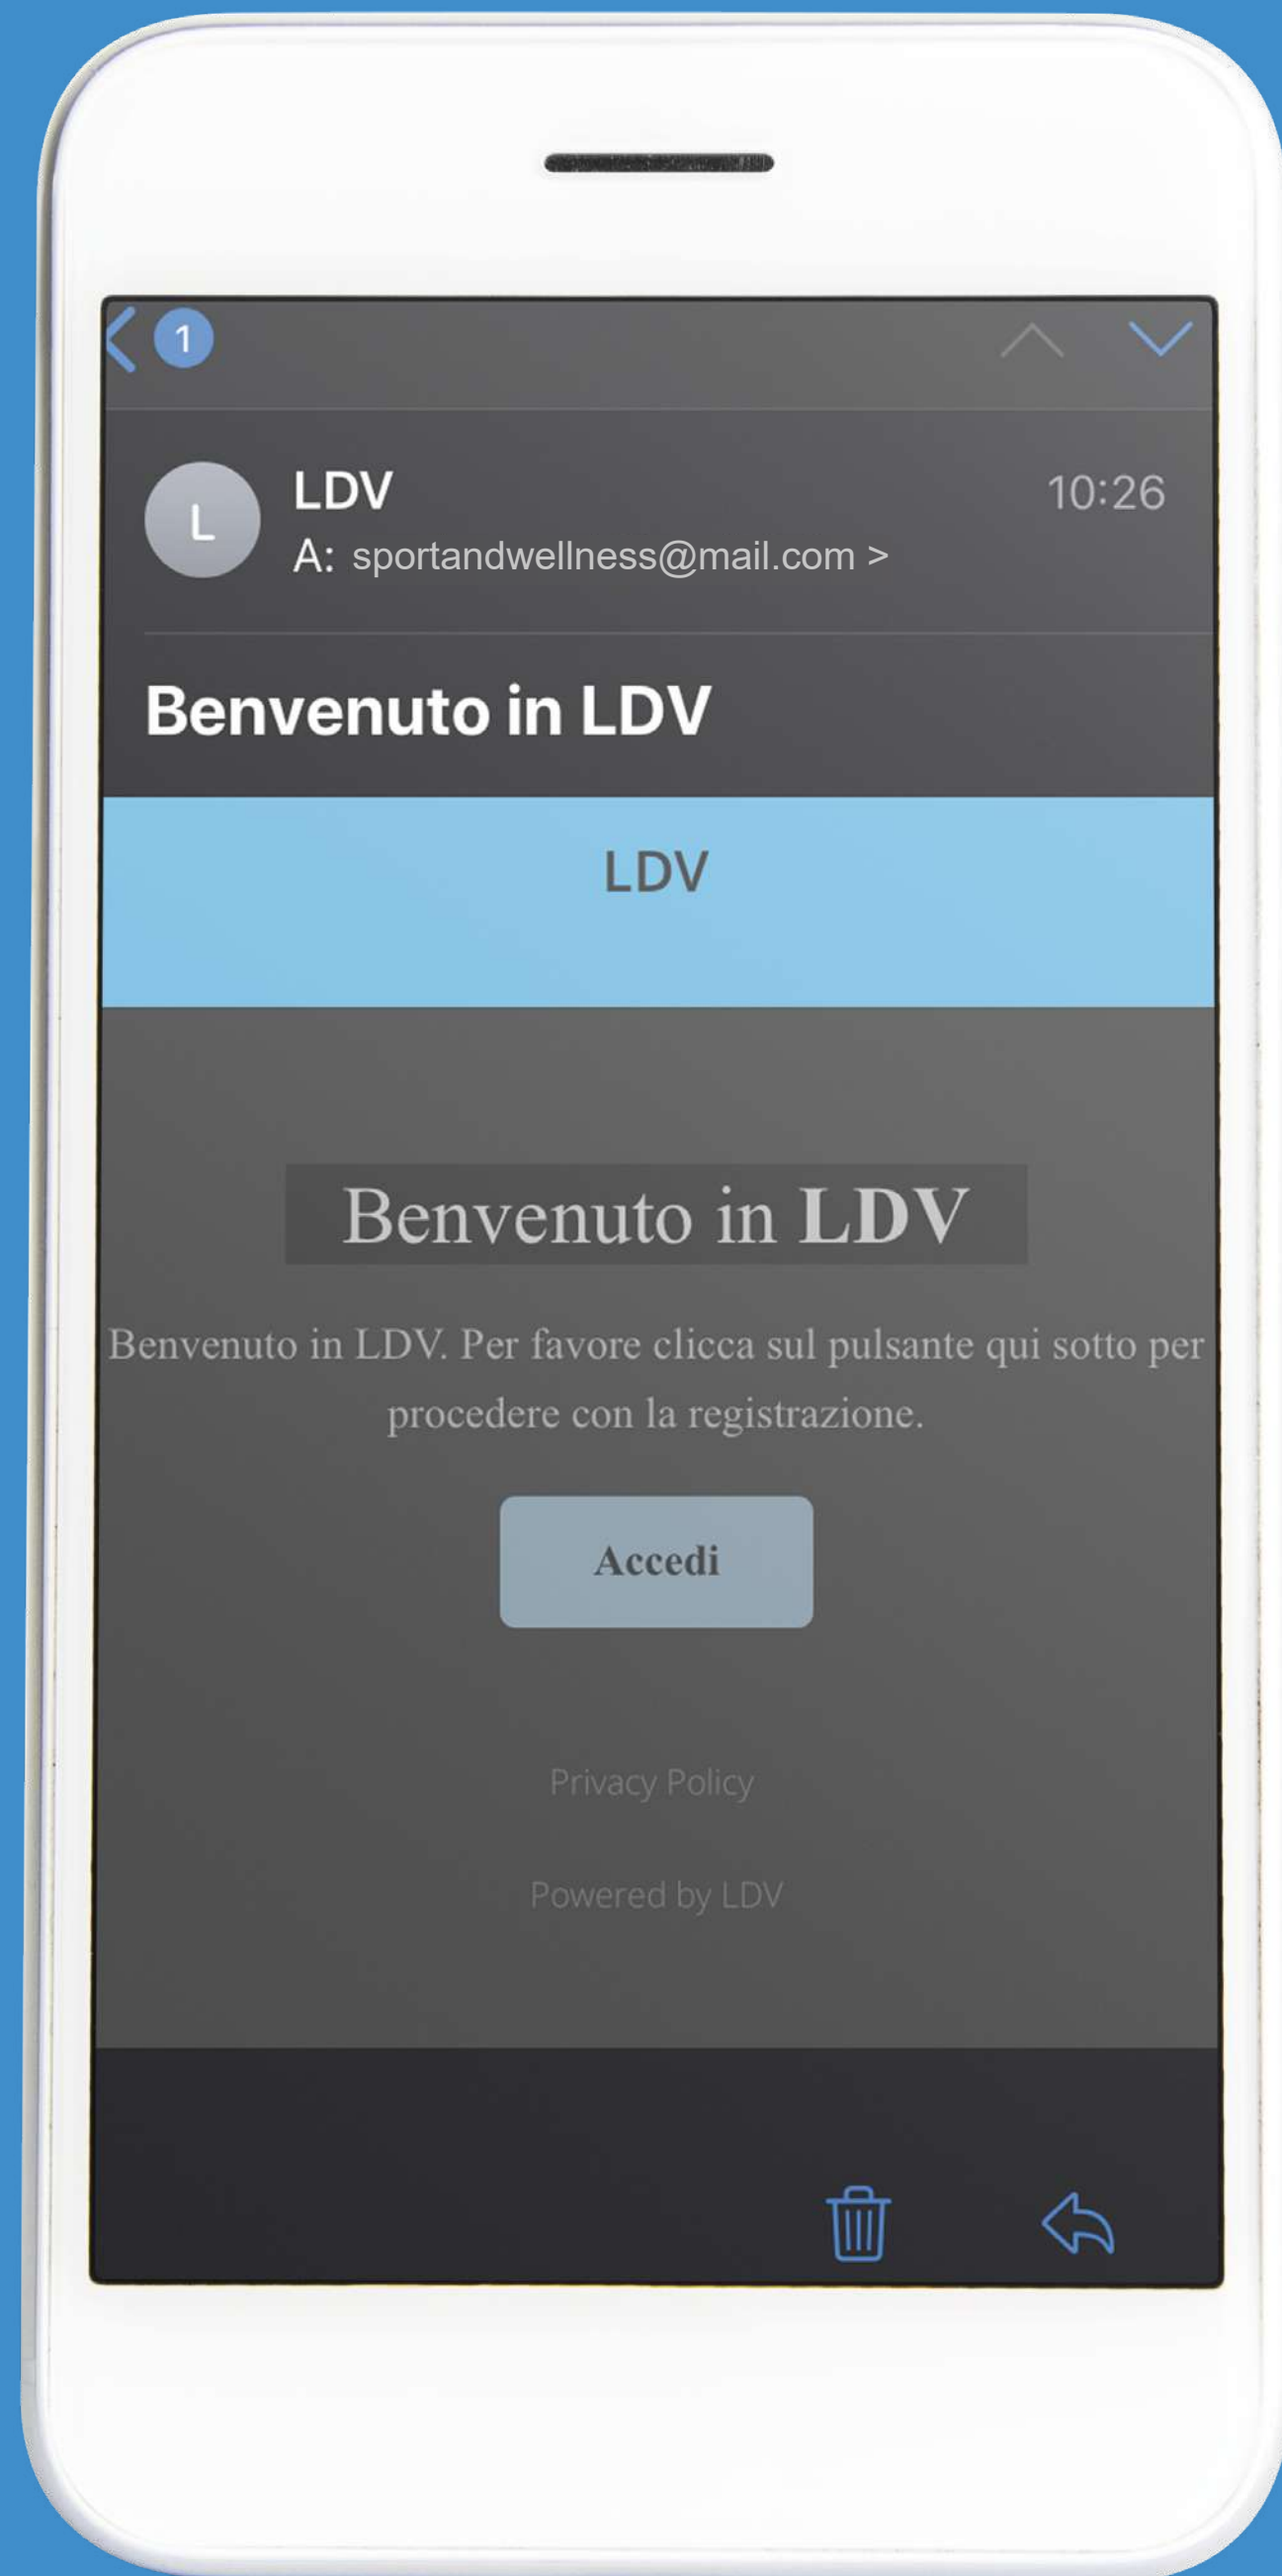 1
LDV
10:26
L
A: sportandwellness@mail.com >
Benvenuto in LDV
LDV
Benvenuto in LDV
Benvenuto in LDV. Per favore clicca sul pulsante qui sotto per
procedere con la registrazione.
Accedi
Privacy Policy
Powered by LDV